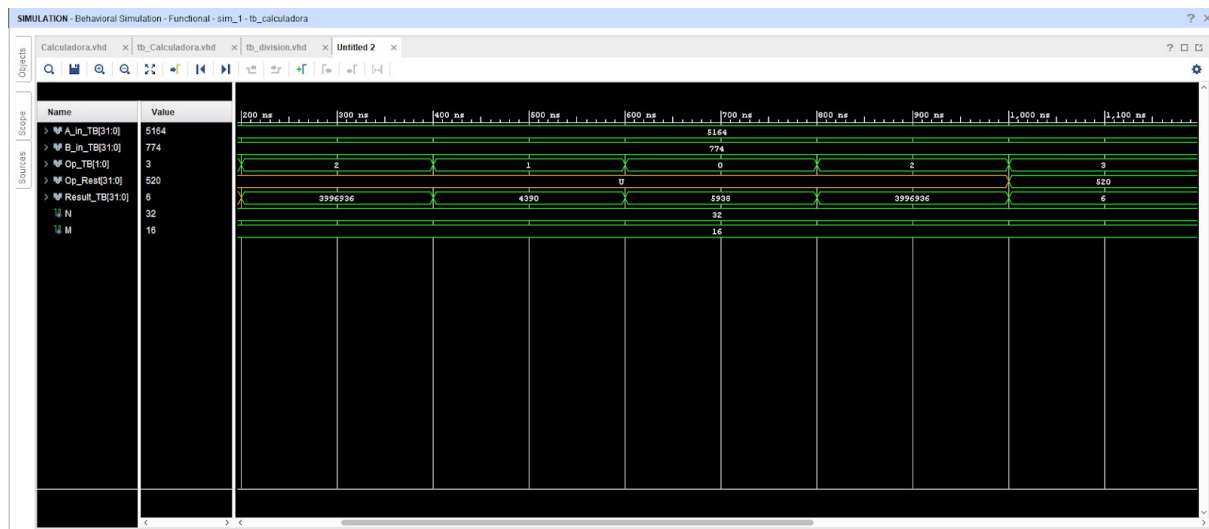 SIMULATION - Behavioral Simulation - Functional - sim_1 - tb_calculadora
Calculadora.vhd
tb_Calculadora.vhd
tb_division.vhd
Untitled 2
Objects
Scope
Sources
Name Value
200 ns 300 ns 400 ns 500 ns 600 ns 700 ns 800 ns 900 ns 1,000 ns 1,100 ns
A_in_TB[31:0] 5164 5164
B_in_TB[31:0] 774 774
Op_TB[1:0] 3 2 1 0 2 3
Op_Rest[31:0] 520 U 520
Result_TB[31:0] 6 3996936 4390 5938 3996936 6
N 32 32
M 16 16